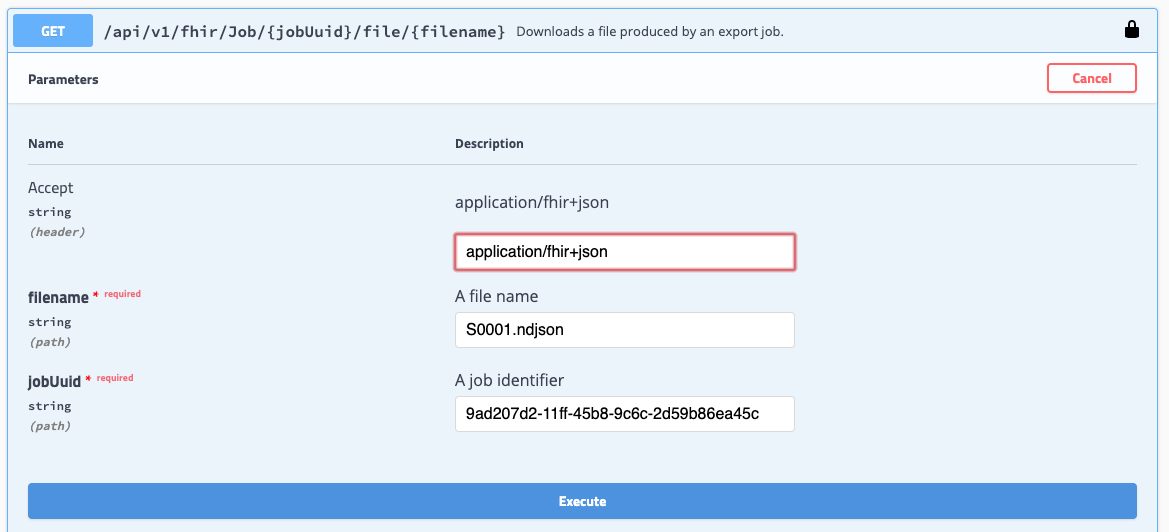 GET /api/v1/fhir/Job/{jobUuid}/file/{filename} Downloads a file produced by an export job.
Parameters Cancel
Name Description
Accept
string
(header)
application/fhir+json
application/fhir+json
filename * required
string
(path)
A file name
S0001.ndjson
jobUuid * required
string
(path)
A job identifier
9ad207d2-11ff-45b8-9c6c-2d59b86ea45c
Execute